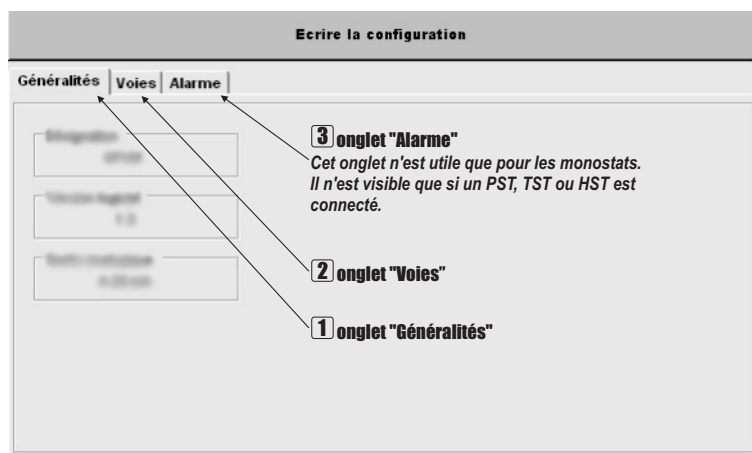 Ecrire la configuration
Généralités Voies Alarme
3 onglet "Alarme"
Cet onglet n'est utile que pour les monostats.
Il n'est visible que si un PST, TST ou HST est
connecté.
2 onglet "Voies"
1 onglet "Généralités"